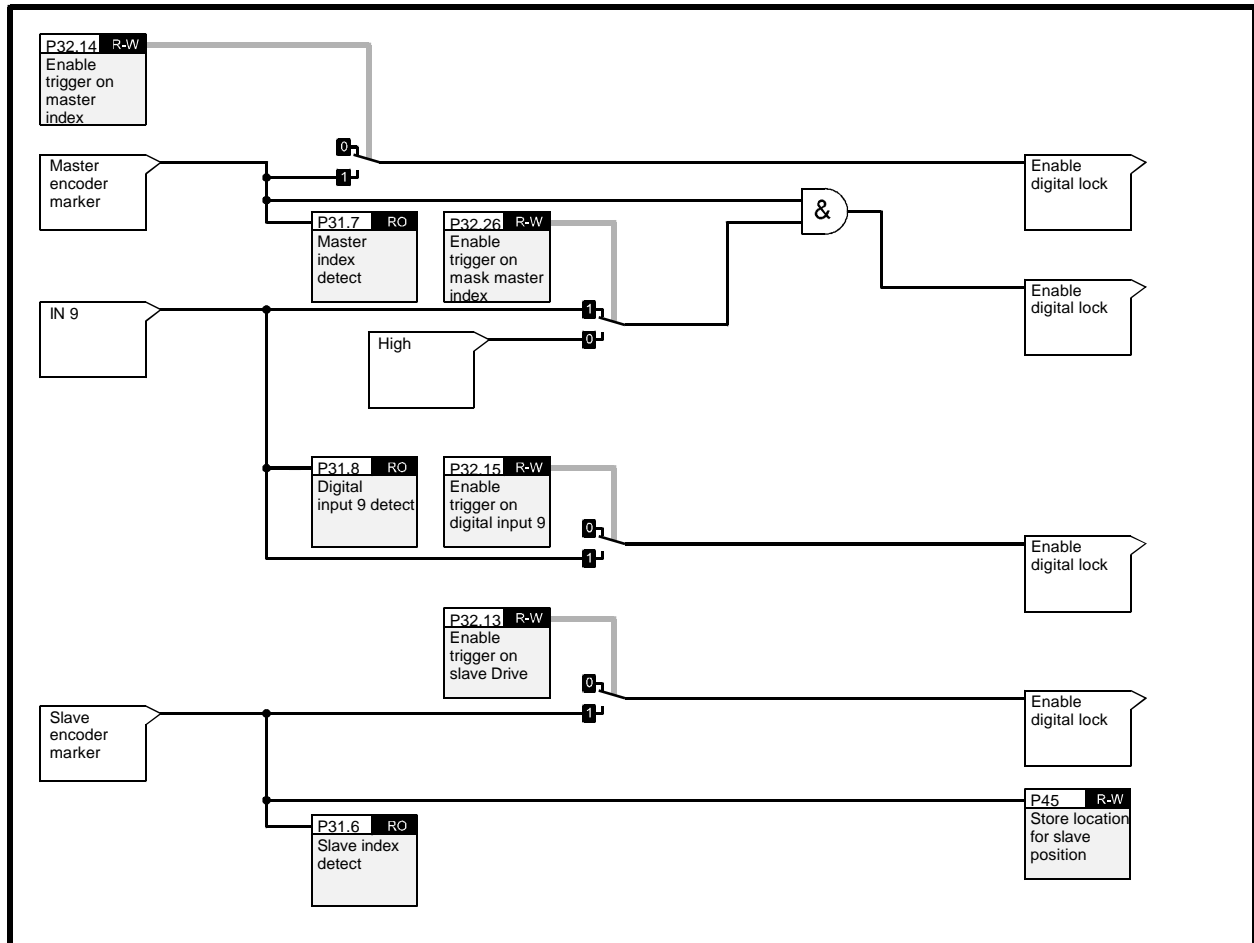 P32.14 R-W
Enable
trigger on
master
index
0
Master
encoder
marker
1
Enable
digital lock
&
P31.7 RO
Master
index
detect
P32.26 R-W
Enable
trigger on
mask master
index
Enable
digital lock
IN 9
1
High
0
P31.8 RO
Digital
input 9 detect
P32.15 R-W
Enable
trigger on
digital input 9
0
1
Enable
digital lock
P32.13 R-W
Enable
trigger on
slave Drive
0
1
Enable
digital lock
Slave
encoder
marker
P45 R-W
Store location
for slave
position
P31.6 RO
Slave index
detect